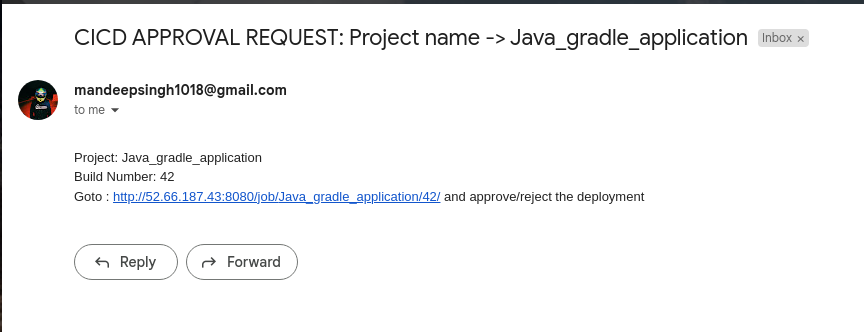 CICD APPROVAL REQUEST: Project name -> Java_gradle_application Inbox ×
mandeepsingh1018@gmail.com
to me
Project: Java_gradle_application
Build Number: 42
Goto : http://52.66.187.43:8080/job/Java_gradle_application/42/ and approve/reject the deployment
Reply Forward